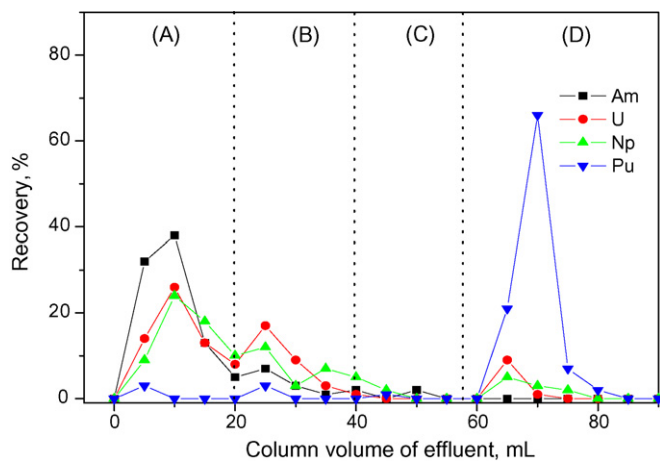 (A) (B) (C) (D)
80
60
40
20
0
Recovery, %
Am
U
Np
Pu
0 20 40 60 80
Column volume of effluent, mL